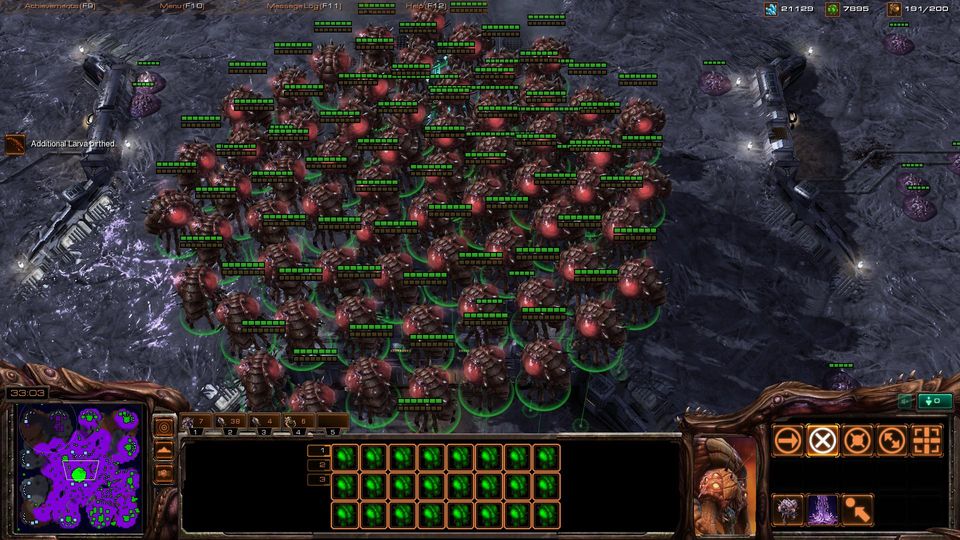 Achievements (F9) Menu (F10) Message Log (F11) Help (F12) 21129 7895 191/200
Additional Larva birthed.
33:03
0
7 38 4 6
1 2 3 4 5
1
2
3